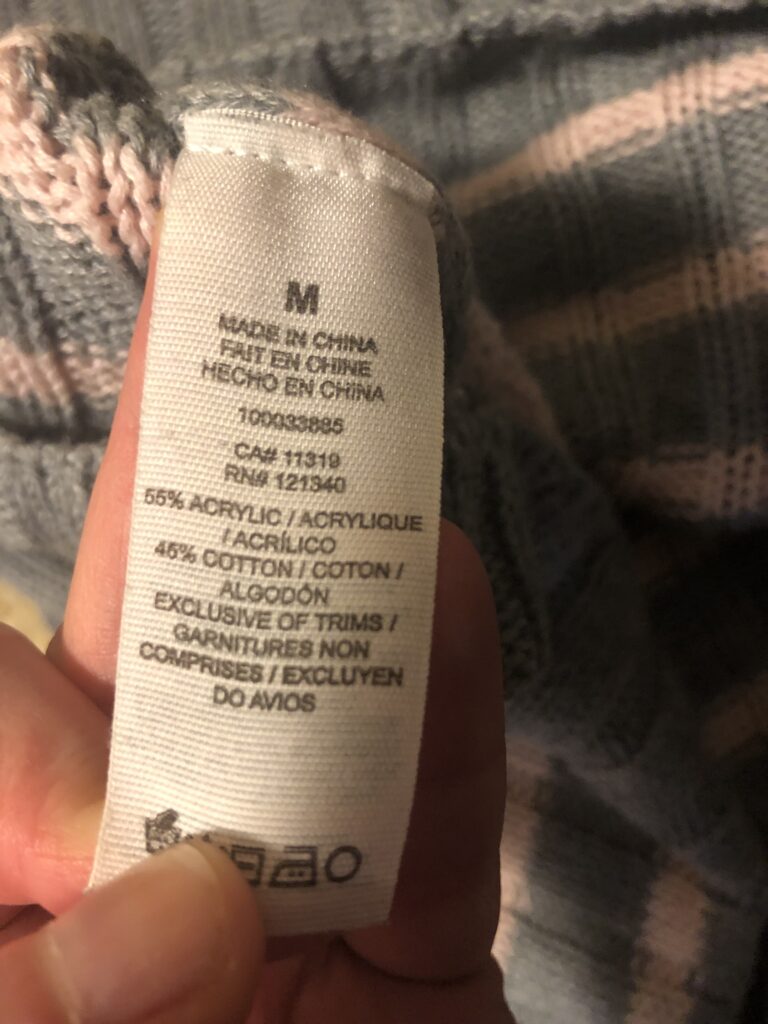 M
MADE IN CHINA
FAIT EN CHINE
HECHO EN CHINA
100033885
CA# 11319
RN# 121340
55% ACRYLIC / ACRYLIQUE
/ ACRÍLICO
45% COTTON / COTON /
ALGODÓN
EXCLUSIVE OF TRIMS /
GARNITURES NON
COMPRISES / EXCLUYEN
DO AVIOS